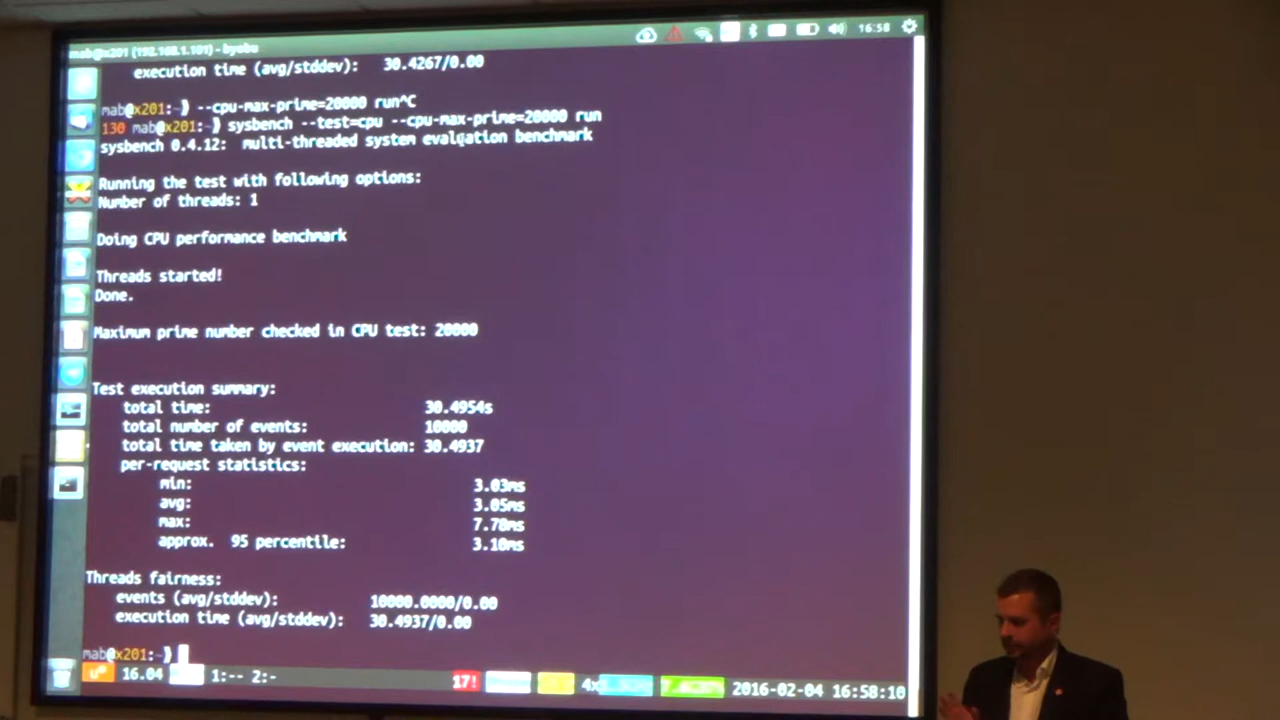 mab@x201 (192.168.1.101) - byobu
16:58
execution time (avg/stddev): 30.4267/0.00
mab@x201:~⟫ --cpu-max-prime=20000 run^C
130 mab@x201:~⟫ sysbench --test=cpu --cpu-max-prime=20000 run
sysbench 0.4.12: multi-threaded system evaluation benchmark
Running the test with following options:
Number of threads: 1
Doing CPU performance benchmark
Threads started!
Done.
Maximum prime number checked in CPU test: 20000
Test execution summary:
total time: 30.4954s
total number of events: 10000
total time taken by event execution: 30.4937
per-request statistics:
min: 3.03ms
avg: 3.05ms
max: 7.78ms
approx. 95 percentile: 3.10ms
Threads fairness:
events (avg/stddev): 10000.0000/0.00
execution time (avg/stddev): 30.4937/0.00
mab@x201:~⟫
16.04 1:-- 2:- 17! 4x 2016-02-04 16:58:10